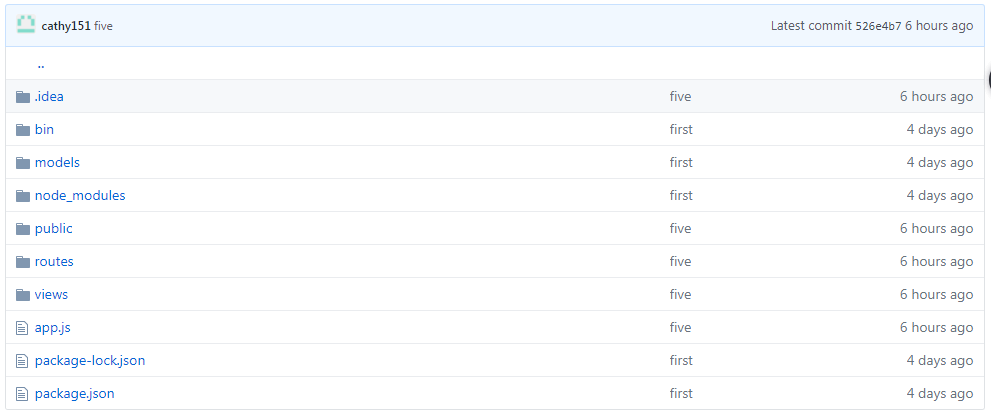 cathy151 five Latest commit 526e4b7 6 hours ago
..
.idea five 6 hours ago
bin first 4 days ago
models first 4 days ago
node_modules first 4 days ago
public five 6 hours ago
routes five 6 hours ago
views five 6 hours ago
app.js five 6 hours ago
package-lock.json first 4 days ago
package.json first 4 days ago